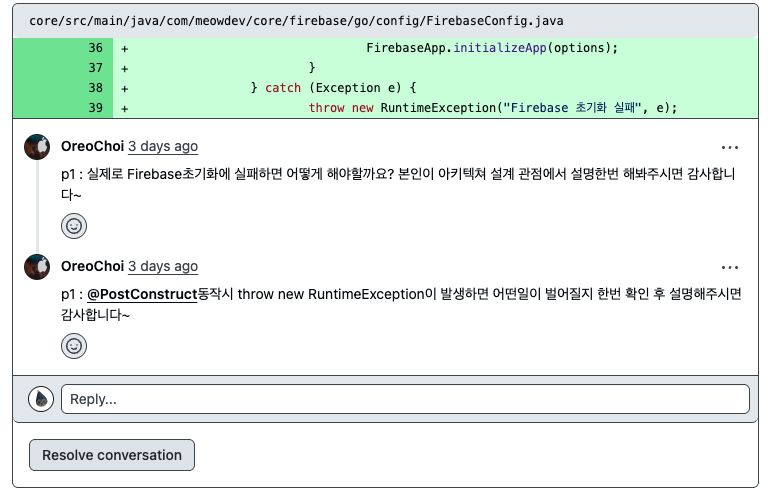 core/src/main/java/com/meowdev/core/firebase/go/config/FirebaseConfig.java
36 + FirebaseApp.initializeApp(options);
37 + }
38 + } catch (Exception e) {
39 + throw new RuntimeException("Firebase 초기화 실패", e);
OreoChoi 3 days ago ...
p1 : 실제로 Firebase초기화에 실패하면 어떻게 해야할까요? 본인이 아키텍쳐 설계 관점에서 설명한번 해봐주시면 감사합니
다~
OreoChoi 3 days ago ...
p1 : @PostConstruct동작시 throw new RuntimeException이 발생하면 어떤일이 벌어질지 한번 확인 후 설명해주시면
감사합니다~
Reply...
Resolve conversation